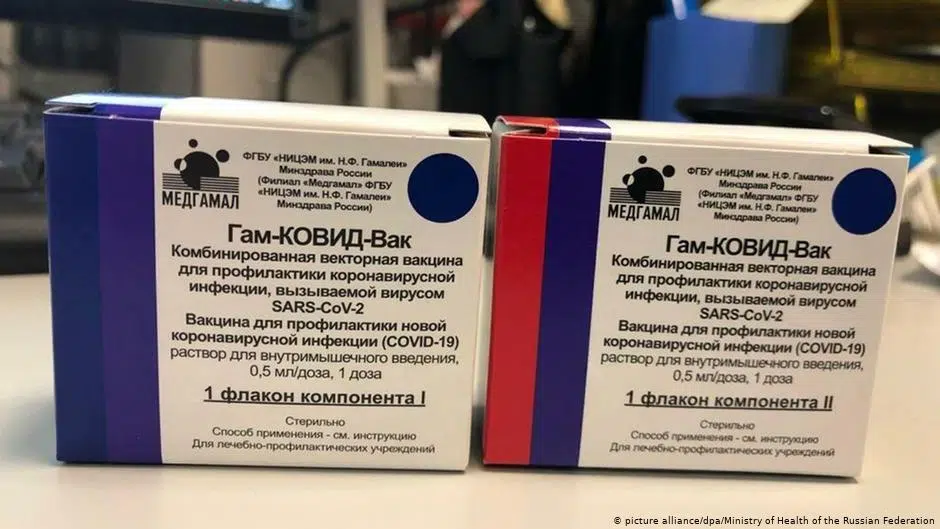 МЕДГАМАЛ
ФГБУ «НИЦЭМ им. Н.Ф. Гамалеи»
Минздрава России
(Филиал «Медгамал» ФГБУ
«НИЦЭМ им. Н.Ф. Гамалеи»
Минздрава России)
Гам-КОВИД-Вак
Комбинированная векторная вакцина
для профилактики коронавирусной
инфекции, вызываемой вирусом
SARS-CoV-2
Вакцина для профилактики новой
коронавирусной инфекции (COVID-19)
раствор для внутримышечного введения,
0,5 мл/доза, 1 доза
1 флакон компонента I
Стерильно
Способ применения - см. инструкцию
Для лечебно-профилактических учреждений
МЕДГАМАЛ
ФГБУ «НИЦЭМ им. Н.Ф. Гамалеи»
Минздрава России
(Филиал «Медгамал» ФГБУ
«НИЦЭМ им. Н.Ф. Гамалеи»
Минздрава России)
Гам-КОВИД-Вак
Комбинированная векторная вакцина
для профилактики коронавирусной
инфекции, вызываемой вирусом
SARS-CoV-2
Вакцина для профилактики новой
коронавирусной инфекции (COVID-19)
раствор для внутримышечного введения,
0,5 мл/доза, 1 доза
1 флакон компонента II
Стерильно
Способ применения - см. инструкцию
Для лечебно-профилактических учреждений
© picture alliance/dpa/Ministry of Health of the Russian Federation